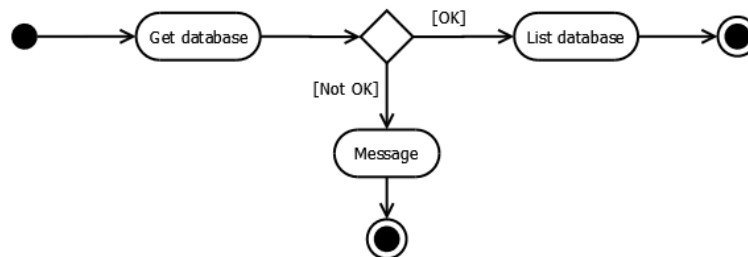 Get database
[OK]
List database
[Not OK]
Message